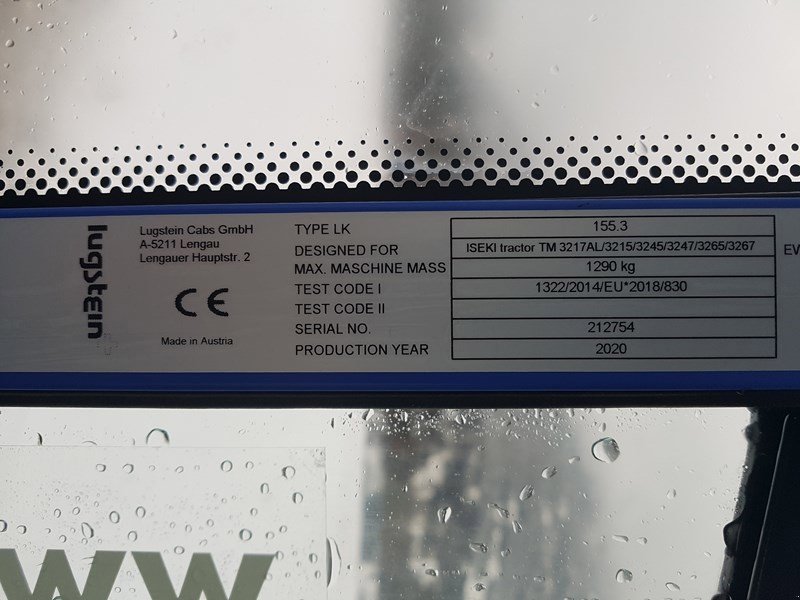 lugstein
Lugstein Cabs GmbH
A-5211 Lengau
Lengauer Hauptstr. 2
CE
Made in Austria
TYPE LK 155.3
DESIGNED FOR ISEKI tractor TM 3217AL/3215/3245/3247/3265/3267
MAX. MASCHINE MASS 1290 kg
TEST CODE I 1322/2014/EU*2018/830
TEST CODE II
SERIAL NO. 212754
PRODUCTION YEAR 2020
EV
WW